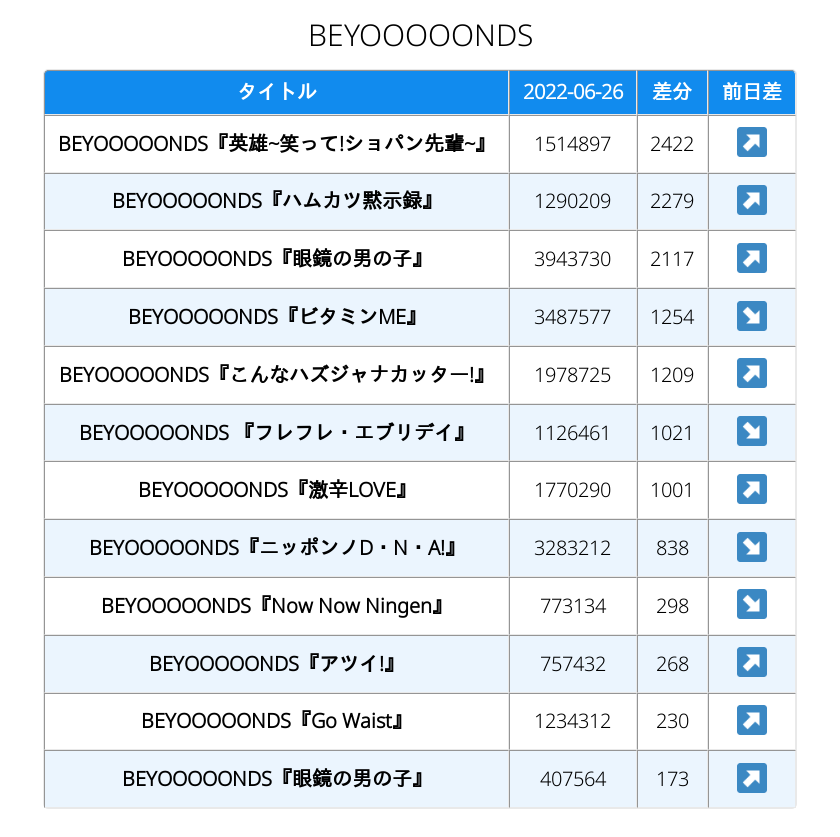 BEYOOOOONDS
タイトル 2022-06-26 差分 前日差
BEYOOOOONDS『英雄~笑って!ショパン先輩~』 1514897 2422 ↗
BEYOOOOONDS『ハムカツ黙示録』 1290209 2279 ↗
BEYOOOOONDS『眼鏡の男の子』 3943730 2117 ↗
BEYOOOOONDS『ビタミンME』 3487577 1254 ↘
BEYOOOOONDS『こんなハズジャナカッター!』 1978725 1209 ↗
BEYOOOOONDS 『フレフレ・エブリデイ』 1126461 1021 ↘
BEYOOOOONDS『激辛LOVE』 1770290 1001 ↗
BEYOOOOONDS『ニッポンノD・N・A!』 3283212 838 ↘
BEYOOOOONDS『Now Now Ningen』 773134 298 ↘
BEYOOOOONDS『アツイ!』 757432 268 ↗
BEYOOOOONDS『Go Waist』 1234312 230 ↗
BEYOOOOONDS『眼鏡の男の子』 407564 173 ↗